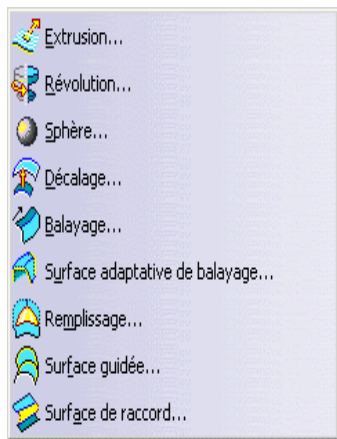 Extrusion...
Révolution...
Sphère...
Décalage...
Balayage...
Surface adaptative de balayage...
Remplissage...
Surface guidée...
Surface de raccord...